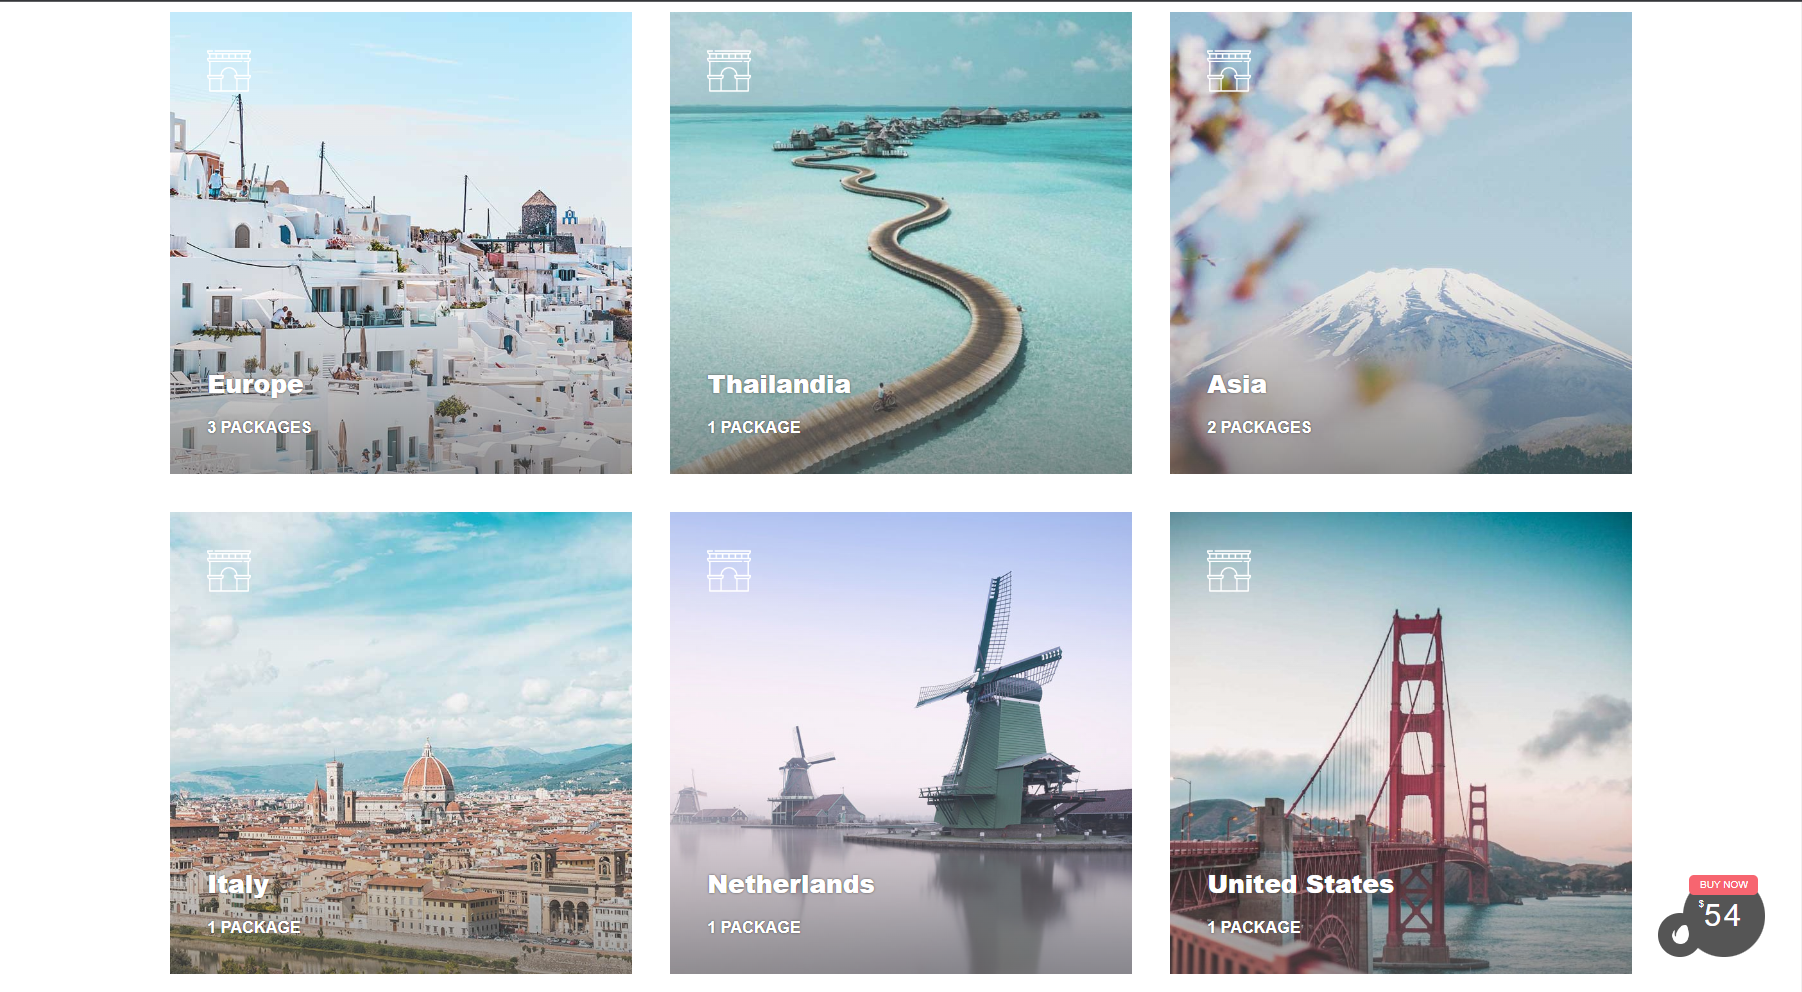 Europe
3 PACKAGES
Thailandia
1 PACKAGE
Asia
2 PACKAGES
Italy
1 PACKAGE
Netherlands
1 PACKAGE
United States
1 PACKAGE
BUY NOW
$54